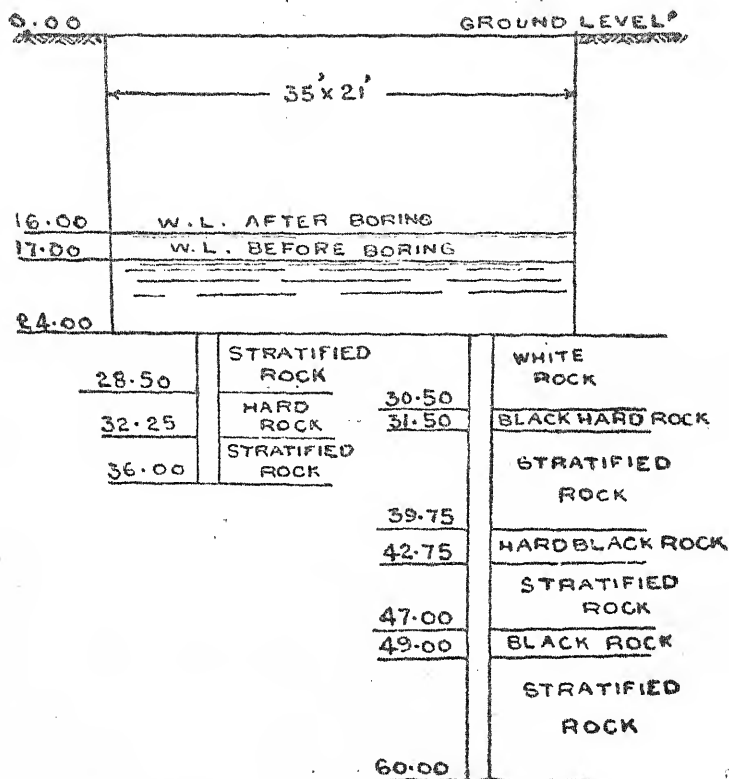 0.00
GROUND LEVEL
35'x21'
16.00 W.L. AFTER BORING
17.00 W.L. BEFORE BORING
24.00
STRATIFIED
ROCK
28.50
HARD
ROCK
32.25
STRATIFIED
ROCK
36.00
WHITE
ROCK
30.50
31.50 BLACK HARD ROCK
STRATIFIED
ROCK
39.75
42.75 HARD BLACK ROCK
STRATIFIED
ROCK
47.00
49.00 BLACK ROCK
STRATIFIED
ROCK
60.00